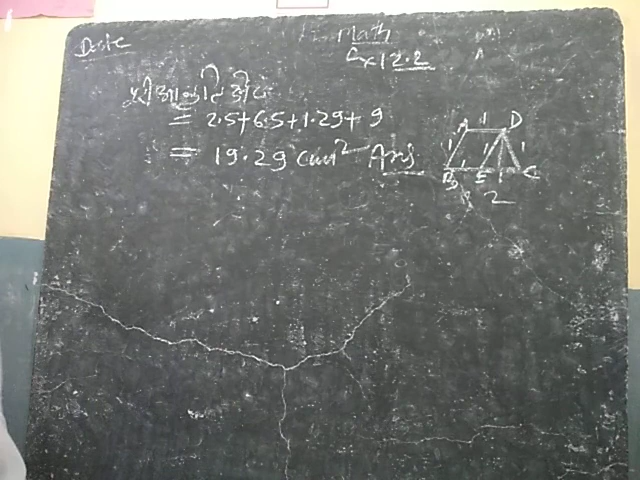 Date
Math
Ex 12.2
= 2.5+6.5+1.29+9
= 19.29 cm² Ans
A 1 D
1 1 1
B 1 E 1 C
2